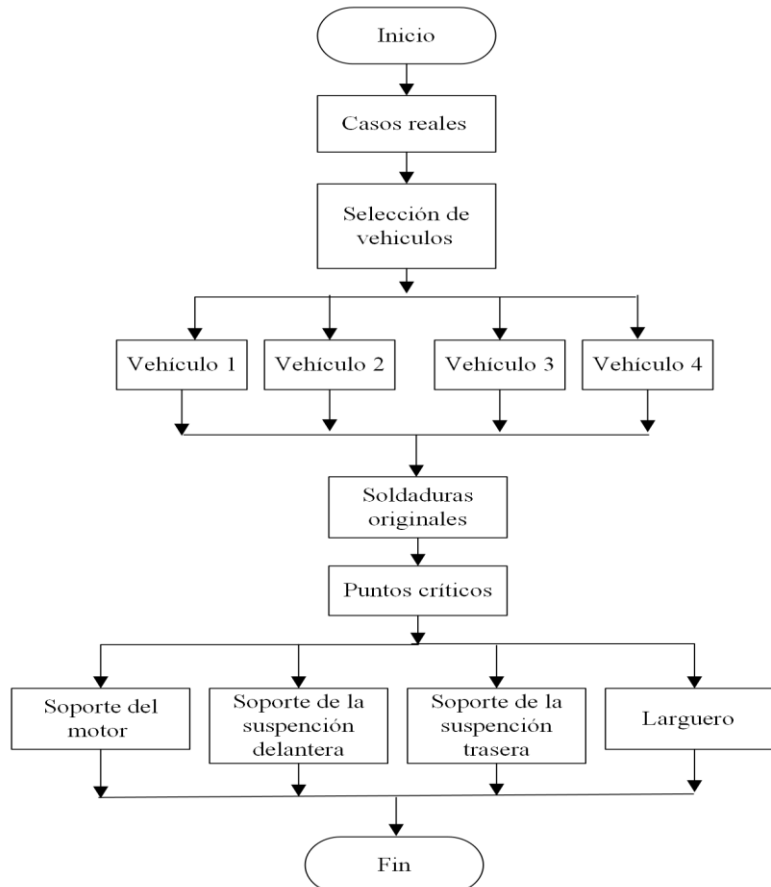 Inicio
Casos reales
Selección de
vehiculos
Vehículo 1
Vehículo 2
Vehículo 3
Vehículo 4
Soldaduras
originales
Puntos críticos
Soporte del
motor
Soporte de la
suspención
delantera
Soporte de la
suspención
trasera
Larguero
Fin